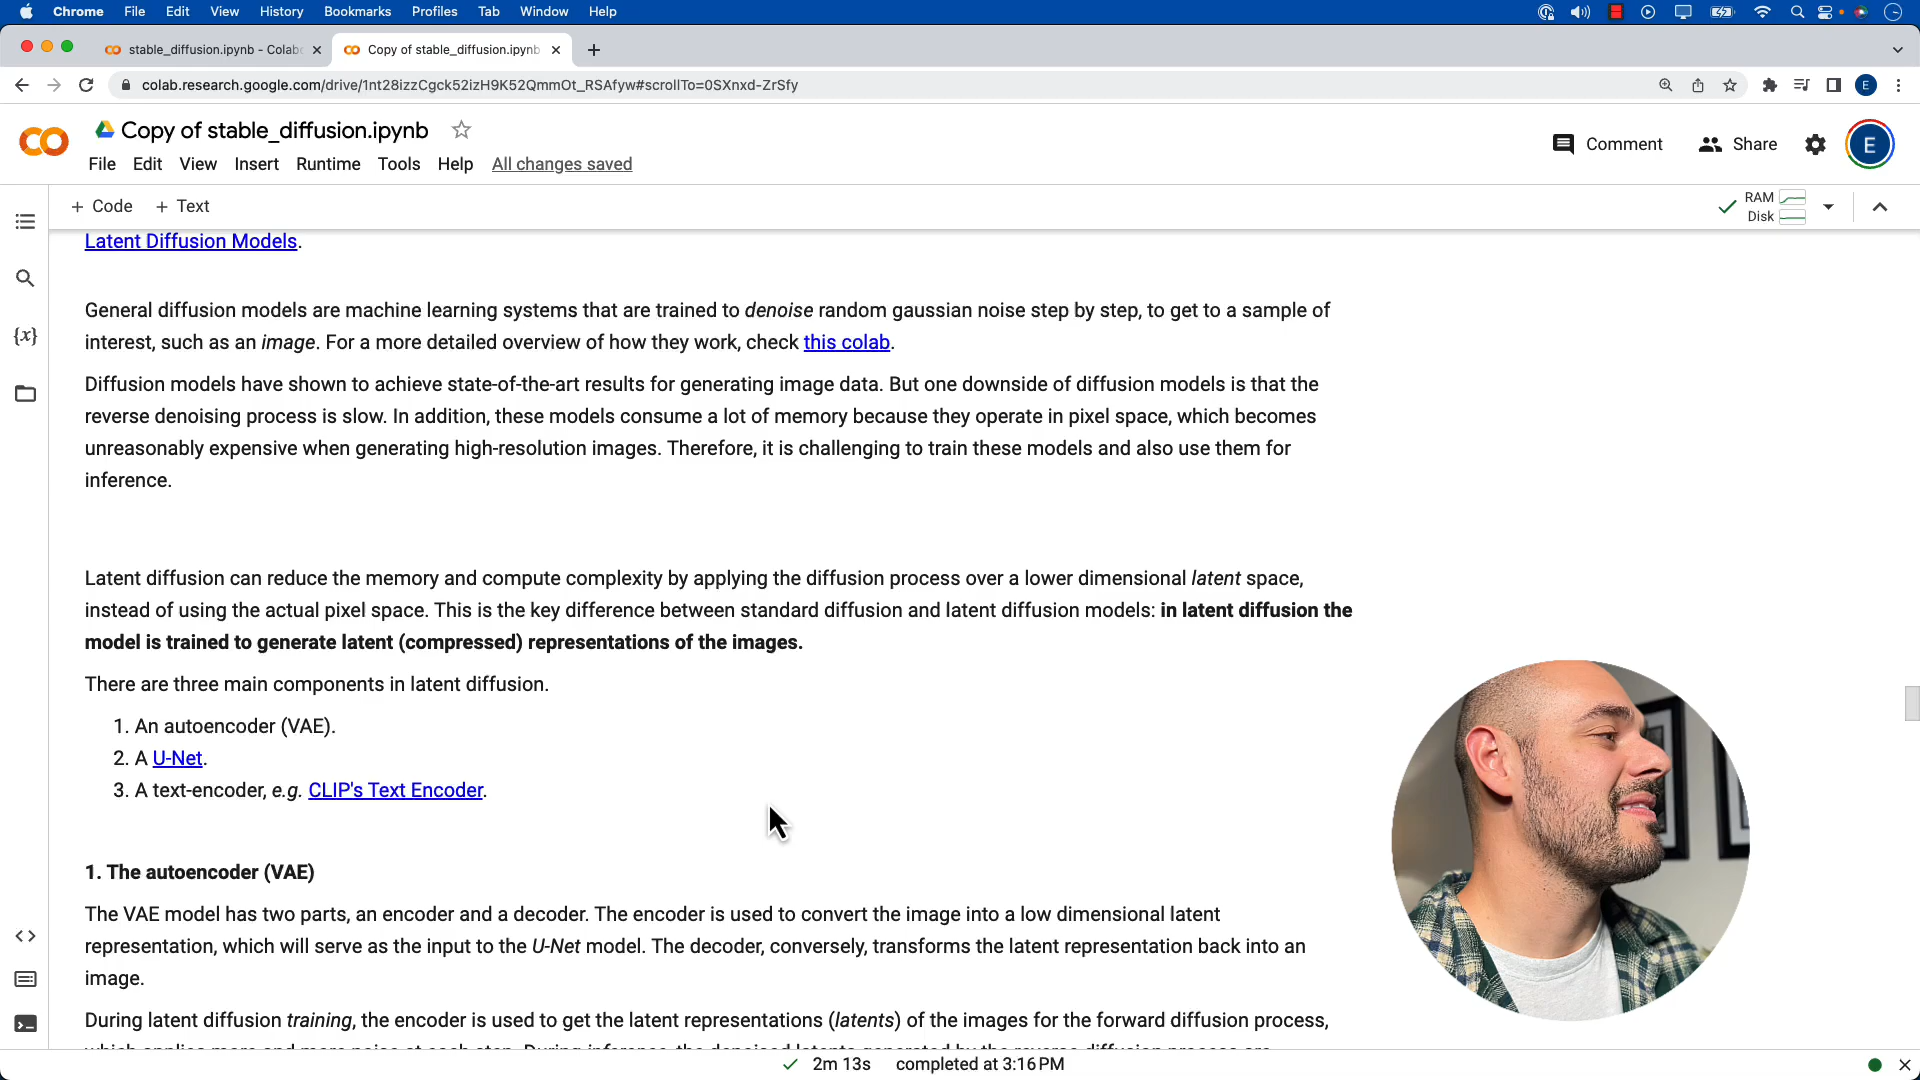 Chrome File Edit View History Bookmarks Profiles Tab Window Help
stable_diffusion.ipynb - Colab
Copy of stable_diffusion.ipynb
colab.research.google.com/drive/1nt28izzCgck52izH9K52QmmOt_RSAfyw#scrollTo=0SXnxd-ZrSfy
E
Copy of stable_diffusion.ipynb
File Edit View Insert Runtime Tools Help All changes saved
Comment Share E
+ Code + Text
RAM
Disk
Latent Diffusion Models.
General diffusion models are machine learning systems that are trained to denoise random gaussian noise step by step, to get to a sample of
interest, such as an image. For a more detailed overview of how they work, check this colab.
Diffusion models have shown to achieve state-of-the-art results for generating image data. But one downside of diffusion models is that the
reverse denoising process is slow. In addition, these models consume a lot of memory because they operate in pixel space, which becomes
unreasonably expensive when generating high-resolution images. Therefore, it is challenging to train these models and also use them for
inference.
Latent diffusion can reduce the memory and compute complexity by applying the diffusion process over a lower dimensional latent space,
instead of using the actual pixel space. This is the key difference between standard diffusion and latent diffusion models: in latent diffusion the
model is trained to generate latent (compressed) representations of the images.
There are three main components in latent diffusion.
1. An autoencoder (VAE).
2. A U-Net.
3. A text-encoder, e.g. CLIP's Text Encoder.
1. The autoencoder (VAE)
The VAE model has two parts, an encoder and a decoder. The encoder is used to convert the image into a low dimensional latent
representation, which will serve as the input to the U-Net model. The decoder, conversely, transforms the latent representation back into an
image.
During latent diffusion training, the encoder is used to get the latent representations (latents) of the images for the forward diffusion process,
2m 13s completed at 3:16 PM